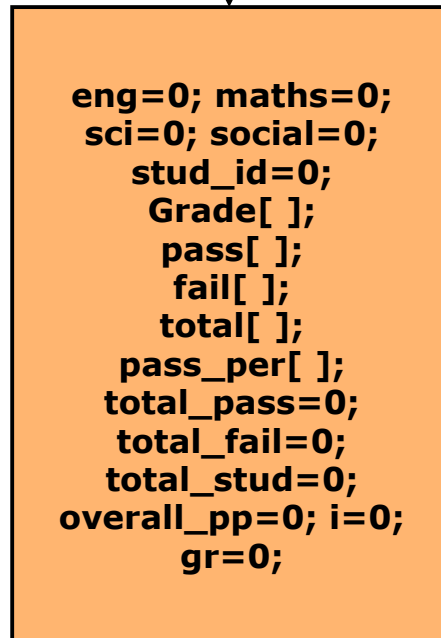 eng=0; maths=0;
sci=0; social=0;
stud_id=0;
Grade[ ];
pass[ ];
fail[ ];
total[ ];
pass_per[ ];
total_pass=0;
total_fail=0;
total_stud=0;
overall_pp=0; i=0;
gr=0;